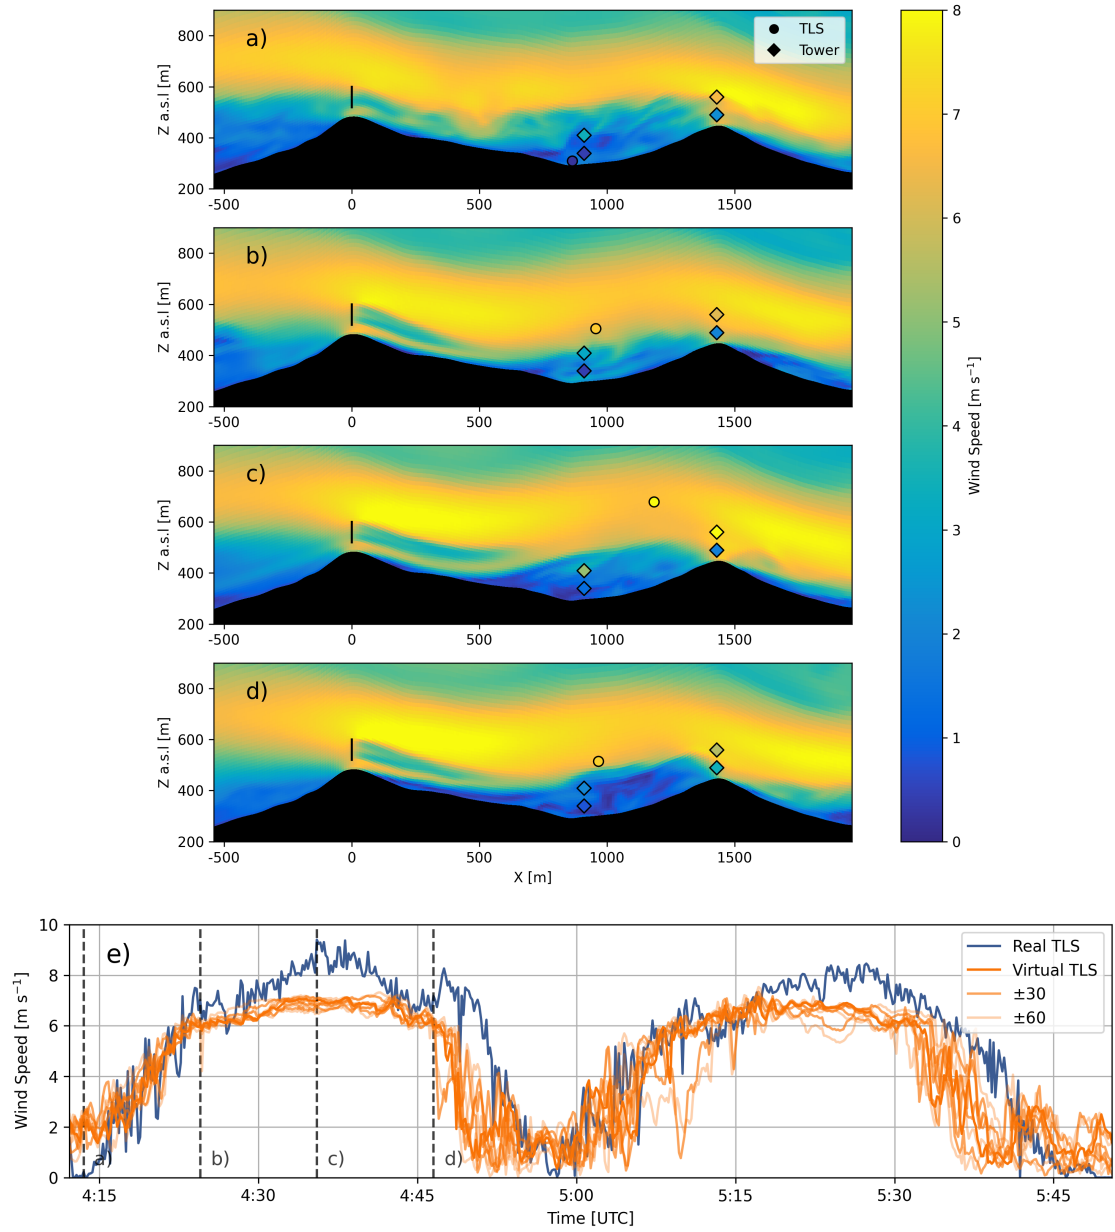 a)
TLS
Tower
Z a.s.l [m]
800
600
400
200
-500 0 500 1000 1500
b)
Z a.s.l [m]
800
600
400
200
-500 0 500 1000 1500
c)
Z a.s.l [m]
800
600
400
200
-500 0 500 1000 1500
d)
Z a.s.l [m]
800
600
400
200
-500 0 500 1000 1500
X [m]
8
7
6
5
4
3
2
1
0
Wind Speed [m s⁻¹]
e)
Real TLS
Virtual TLS
±30
±60
Wind Speed [m s⁻¹]
10
8
6
4
2
0
a) b) c) d)
4:15 4:30 4:45 5:00 5:15 5:30 5:45
Time [UTC]